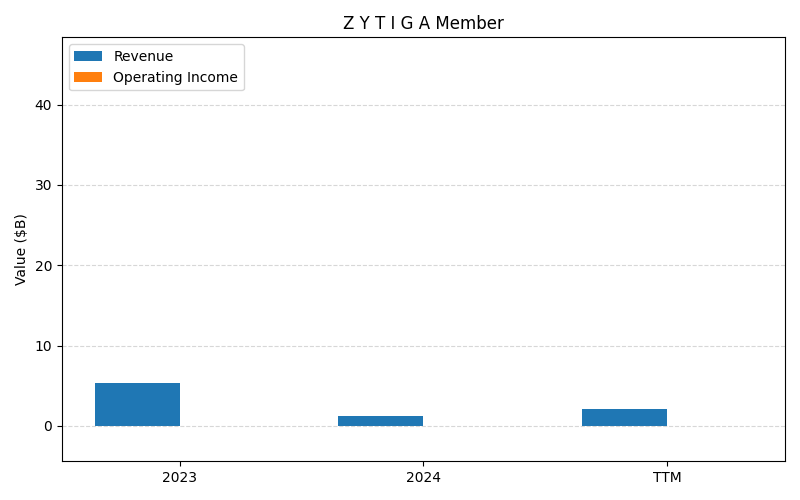 Z Y T I G A Member
Revenue
Operating Income
Value ($B)
40
30
20
10
0
2023
2024
TTM